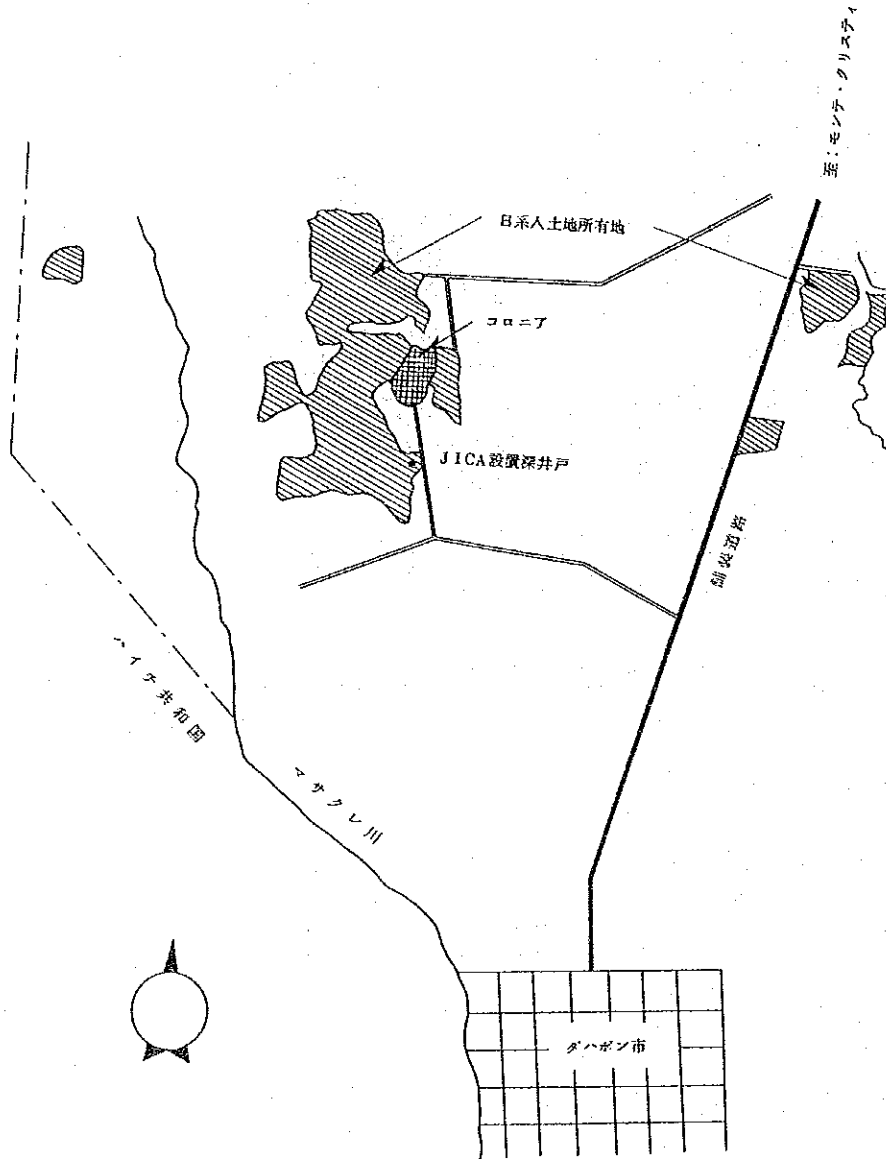 至：モンテ・クリスティ
日系人土地所有地
コロニア
JICA設置深井戸
舗装道路
ハイチ共和国
マサクレ川
ダハボン市